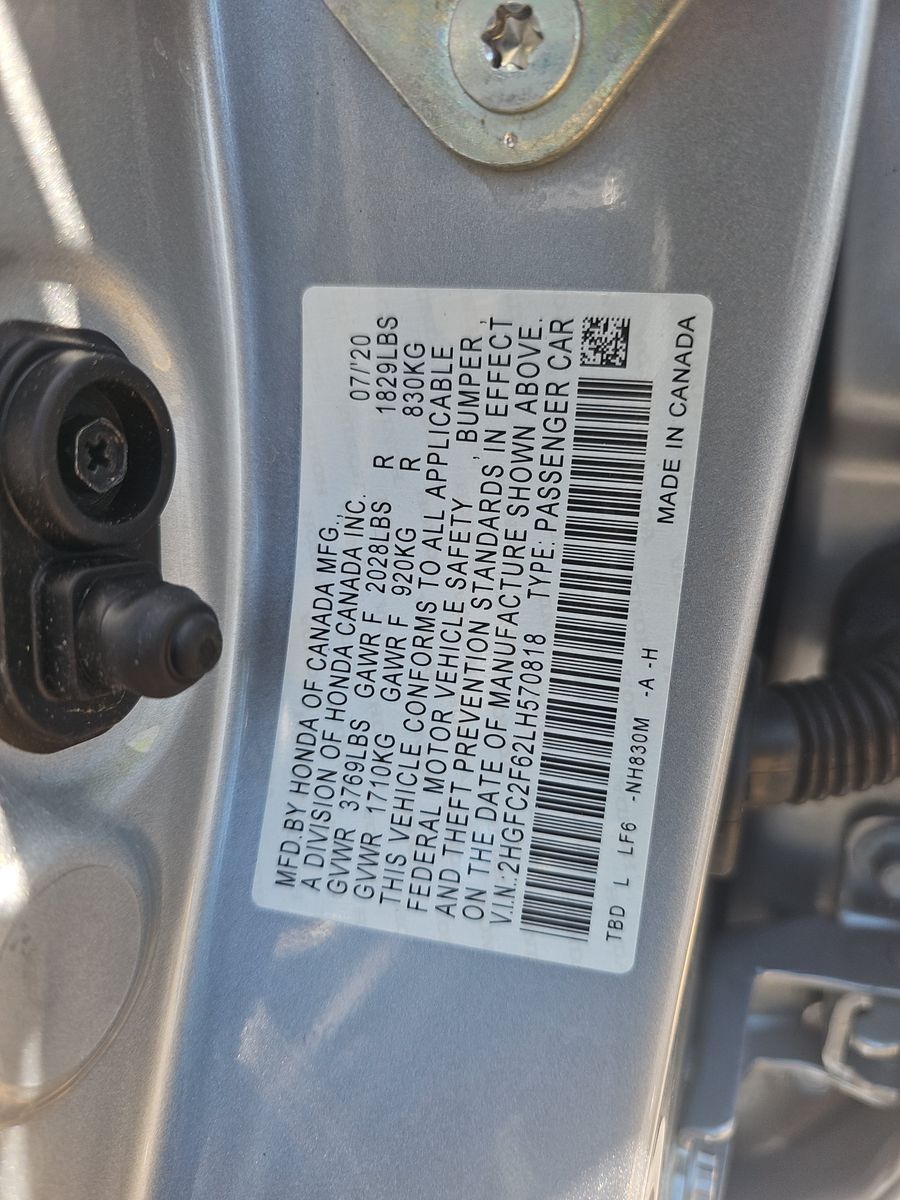 MFD.BY HONDA OF CANADA MFG., 07/'20
A DIVISION OF HONDA CANADA INC.
GVWR 3769LBS GAWR F 2028LBS R 1829LBS
GVWR 1710KG GAWR F 920KG R 830KG
THIS VEHICLE CONFORMS TO ALL APPLICABLE
FEDERAL MOTOR VEHICLE SAFETY , BUMPER ,
AND THEFT PREVENTION STANDARDS IN EFFECT
ON THE DATE OF MANUFACTURE SHOWN ABOVE.
V.I.N.:2HGFC2F62LH570818 TYPE: PASSENGER CAR
TBD L LF6 -NH830M -A -H MADE IN CANADA